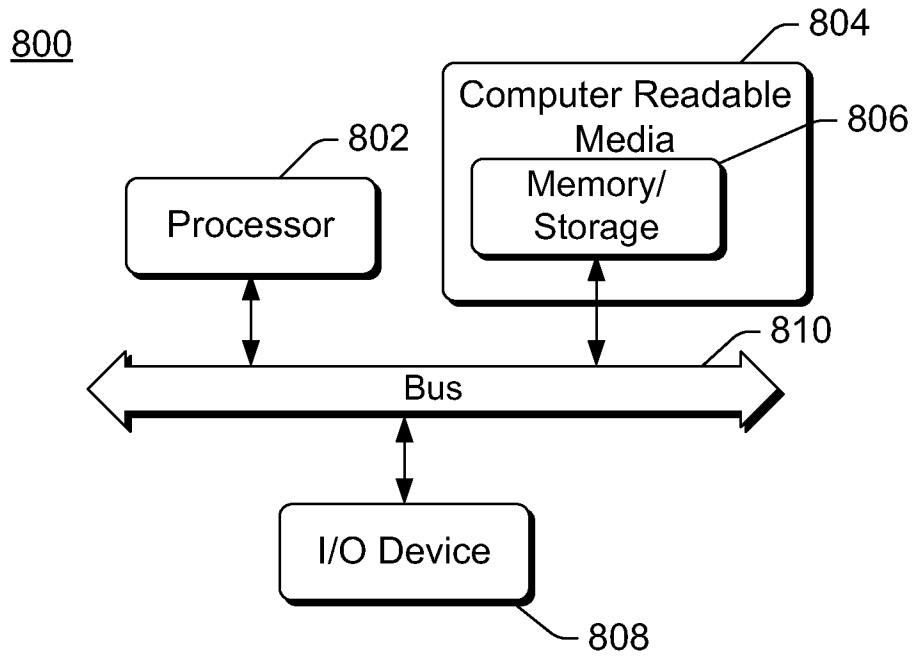 800
804
Computer Readable
Media
806
802
Memory/
Storage
Processor
810
Bus
I/O Device
808